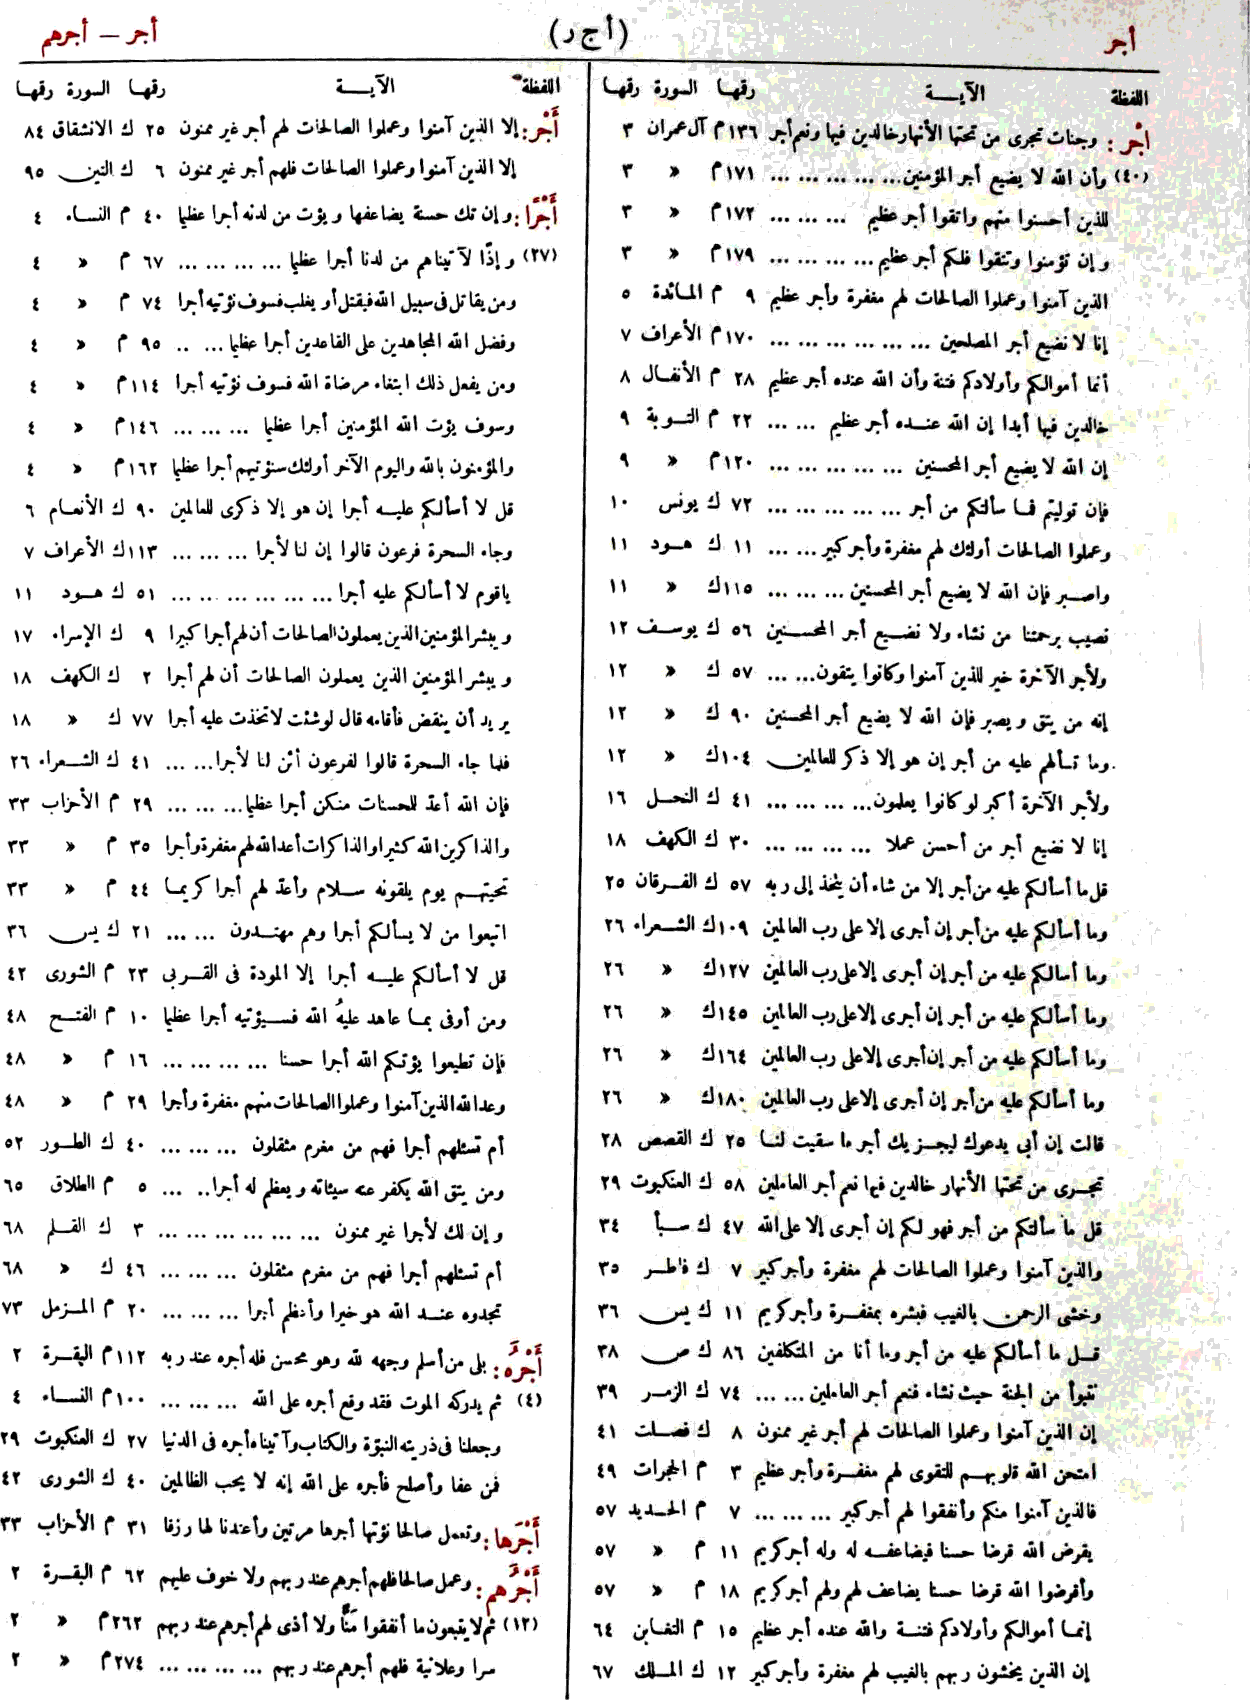 أجر
(أ ج ر)
أجر — أجرهم
اللفظة الآيـــة رقمها السورة رقمها
أَجْر: وجنات تجرى من تحتها الأنهار خالدين فيها ونعم أجر ١٣٦ م آل عمران ٣
(٤٠) وأن الله لا يضيع أجر المؤمنين... ... ... ... ... ١٧١ م » ٣
للذين أحسنوا منهم واتقوا أجر عظيم ... ... ... ١٧٢ م » ٣
وإن تؤمنوا وتتقوا فلكم أجر عظيم... ... ... ... ١٧٩ م » ٣
الذين آمنوا وعملوا الصالحات لهم مغفرة وأجر عظيم ٩ م المائدة ٥
إنا لا نضيع أجر المصلحين ... ... ... ... ... ... ١٧٠ م الأعراف ٧
أنما أموالكم وأولادكم فتنة وأن الله عنده أجر عظيم ٢٨ م الأنفال ٨
خالدين فيها أبدا إن الله عنده أجر عظيم ... ... ٢٢ م التوبة ٩
إن الله لا يضيع أجر المحسنين ... ... ... ... ... ١٢٠ م » ٩
فإن توليتم فما سألتكم من أجر ... ... ... ... ... ٧٢ ك يونس ١٠
وعملوا الصالحات أولئك لهم مغفرة وأجر كبير ... ... ١١ ك هود ١١
واصبر فإن الله لا يضيع أجر المحسنين ... ... ... ١١٥ ك » ١١
نصيب برحمتنا من نشاء ولا نضيع أجر المحسنين ٥٦ ك يوسف ١٢
ولأجر الآخرة خير للذين آمنوا وكانوا يتقون... ... ٥٧ ك » ١٢
إنه من يتق ويصبر فإن الله لا يضيع أجر المحسنين ٩٠ ك » ١٢
وما تسألهم عليه من أجر إن هو إلا ذكر للعالمين ١٠٤ ك » ١٢
ولأجر الآخرة أكبر لو كانوا يعلمون... ... ... ... ٤١ ك النحل ١٦
إنا لا نضيع أجر من أحسن عملا ... ... ... ... ٣٠ ك الكهف ١٨
قل ما أسألكم عليه من أجر إلا من شاء أن يتخذ إلى ربه ٥٧ ك الفرقان ٢٥
وما أسألكم عليه من أجر إن أجرى إلا على رب العالمين ١٠٩ ك الشعراء ٢٦
وما أسألكم عليه من أجر إن أجرى إلا على رب العالمين ١٢٧ ك » ٢٦
وما أسألكم عليه من أجر إن أجرى إلا على رب العالمين ١٤٥ ك » ٢٦
وما أسألكم عليه من أجر إن أجرى إلا على رب العالمين ١٦٤ ك » ٢٦
وما أسألكم عليه من أجر إن أجرى إلا على رب العالمين ١٨٠ ك » ٢٦
قالت إن أبى يدعوك ليجزيك أجر ما سقيت لنا ٢٥ ك القصص ٢٨
تجرى من تحتها الأنهار خالدين فيها نعم أجر العاملين ٥٨ ك العنكبوت ٢٩
قل ما سألتكم من أجر فهو لكم إن أجرى إلا على الله ٤٧ ك سبأ ٣٤
والذين آمنوا وعملوا الصالحات لهم مغفرة وأجر كبير ٧ ك فاطر ٣٥
وخشى الرحمن بالغيب فبشره بمغفرة وأجر كريم ١١ ك يس ٣٦
قل ما أسألكم عليه من أجر وما أنا من المتكلفين ٨٦ ك ص ٣٨
نتبوأ من الجنة حيث نشاء فنعم أجر العاملين... ... ٧٤ ك الزمر ٣٩
إن الذين آمنوا وعملوا الصالحات لهم أجر غير ممنون ٨ ك فصلت ٤١
امتحن الله قلوبهم للتقوى لهم مغفرة وأجر عظيم ٣ م الحجرات ٤٩
فالذين آمنوا منكم وأنفقوا لهم أجر كبير ... ... ... ٧ م الحديد ٥٧
يقرض الله قرضا حسنا فيضاعفه له وله أجر كريم ١١ م » ٥٧
وأقرضوا الله قرضا حسنا يضاعف لهم ولهم أجر كريم ١٨ م » ٥٧
إنما أموالكم وأولادكم فتنة والله عنده أجر عظيم ١٥ م التغابن ٦٤
إن الذين يخشون ربهم بالغيب لهم مغفرة وأجر كبير ١٢ ك الملك ٦٧
اللفظة الآيـــة رقمها السورة رقمها
أَجْر: إلا الذين آمنوا وعملوا الصالحات لهم أجر غير ممنون ٢٥ ك الانشقاق ٨٤
إلا الذين آمنوا وعملوا الصالحات فلهم أجر غير ممنون ٦ ك التين ٩٥
أَجْرًا: وإن تك حسنة يضاعفها ويؤت من لدنه أجرا عظيما ٤٠ م النساء ٤
(٢٧) وإذًا لآتيناهم من لدنا أجرا عظيما ... ... ... ... ٦٧ م » ٤
ومن يقاتل فى سبيل الله فيقتل أو يغلب فسوف نؤتيه أجرا ٧٤ م » ٤
وفضل الله المجاهدين على القاعدين أجرا عظيما... .. ٩٥ م » ٤
ومن يفعل ذلك ابتغاء مرضاة الله فسوف نؤتيه أجرا ١١٤ م » ٤
وسوف يؤت الله المؤمنين أجرا عظيما ... ... ... ١٤٦ م » ٤
والمؤمنون بالله واليوم الآخر أولئك سنؤتيهم أجرا عظيما ١٦٢ م » ٤
قل لا أسألكم عليه أجرا إن هو إلا ذكرى للعالمين ٩٠ ك الأنعام ٦
وجاء السحرة فرعون قالوا إن لنا لأجرا ... ... ... ١١٣ ك الأعراف ٧
ياقوم لا أسألكم عليه أجرا ... ... ... ... ... ... ٥١ ك هود ١١
ويبشر المؤمنين الذين يعملون الصالحات أن لهم أجرا كبيرا ٩ ك الإسراء ١٧
ويبشر المؤمنين الذين يعملون الصالحات أن لهم أجرا ٢ ك الكهف ١٨
يريد أن ينقض فأقامه قال لو شئت لاتخذت عليه أجرا ٧٧ ك » ١٨
فلما جاء السحرة قالوا لفرعون أئن لنا لأجرا... ... ٤١ ك الشعراء ٢٦
فإن الله أعدّ للمحسنات منكن أجرا عظيما... ... ... ٢٩ م الأحزاب ٣٣
والذاكرين الله كثيرا والذاكرات أعد الله لهم مغفرة وأجرا ٣٥ م » ٣٣
تحيتهم يوم يلقونه سلام وأعدّ لهم أجرا كريما ٤٤ م » ٣٣
اتبعوا من لا يسألكم أجرا وهم مهتدون ... ... ٢١ ك يس ٣٦
قل لا أسألكم عليه أجرا إلا المودة فى القربى ٢٣ م الشورى ٤٢
ومن أوفى بما عاهد عليهُ الله فسيؤتيه أجرا عظيما ١٠ م الفتح ٤٨
فإن تطيعوا يؤتكم الله أجرا حسنا ... ... ... ... ١٦ م » ٤٨
وعد الله الذين آمنوا وعملوا الصالحات منهم مغفرة وأجرا ٢٩ م » ٤٨
أم تسئلهم أجرا فهم من مغرم مثقلون ... ... ... ٤٠ ك الطور ٥٢
ومن يتق الله يكفر عنه سيئاته ويعظم له أجرا.. ... ٥ م الطلاق ٦٥
وإن لك لأجرا غير ممنون ... ... ... ... ... ... ٣ ك القلم ٦٨
أم تسئلهم أجرا فهم من مغرم مثقلون ... ... ... ٤٦ ك » ٦٨
تجدوه عند الله هو خيرا وأعظم أجرا ... ... ... ٢٠ م المزمل ٧٣
أَجْرُهُ: بلى من أسلم وجهه لله وهو محسن فله أجره عند ربه ١١٢ م البقرة ٢
(٤) ثم يدركه الموت فقد وقع أجره على الله ... ... ... ١٠٠ م النساء ٤
وجعلنا فى ذريته النبوّة والكتاب وآتيناه أجره فى الدنيا ٢٧ ك العنكبوت ٢٩
فمن عفا وأصلح فأجره على الله إنه لا يحب الظالمين ٤٠ ك الشورى ٤٢
أَجْرَها: وتعمل صالحا نؤتها أجرها مرتين وأعتدنا لها رزقا ٣١ م الأحزاب ٣٣
أَجْرُهم: وعمل صالحا فلهم أجرهم عند ربهم ولا خوف عليهم ٦٢ م البقرة ٢
(١٢) ثم لا يتبعون ما أنفقوا مَنًّا ولا أذى لهم أجرهم عند ربهم ٢٦٢ م » ٢
سرا وعلانية فلهم أجرهم عند ربهم ... ... ... ... ٢٧٤ م » ٢